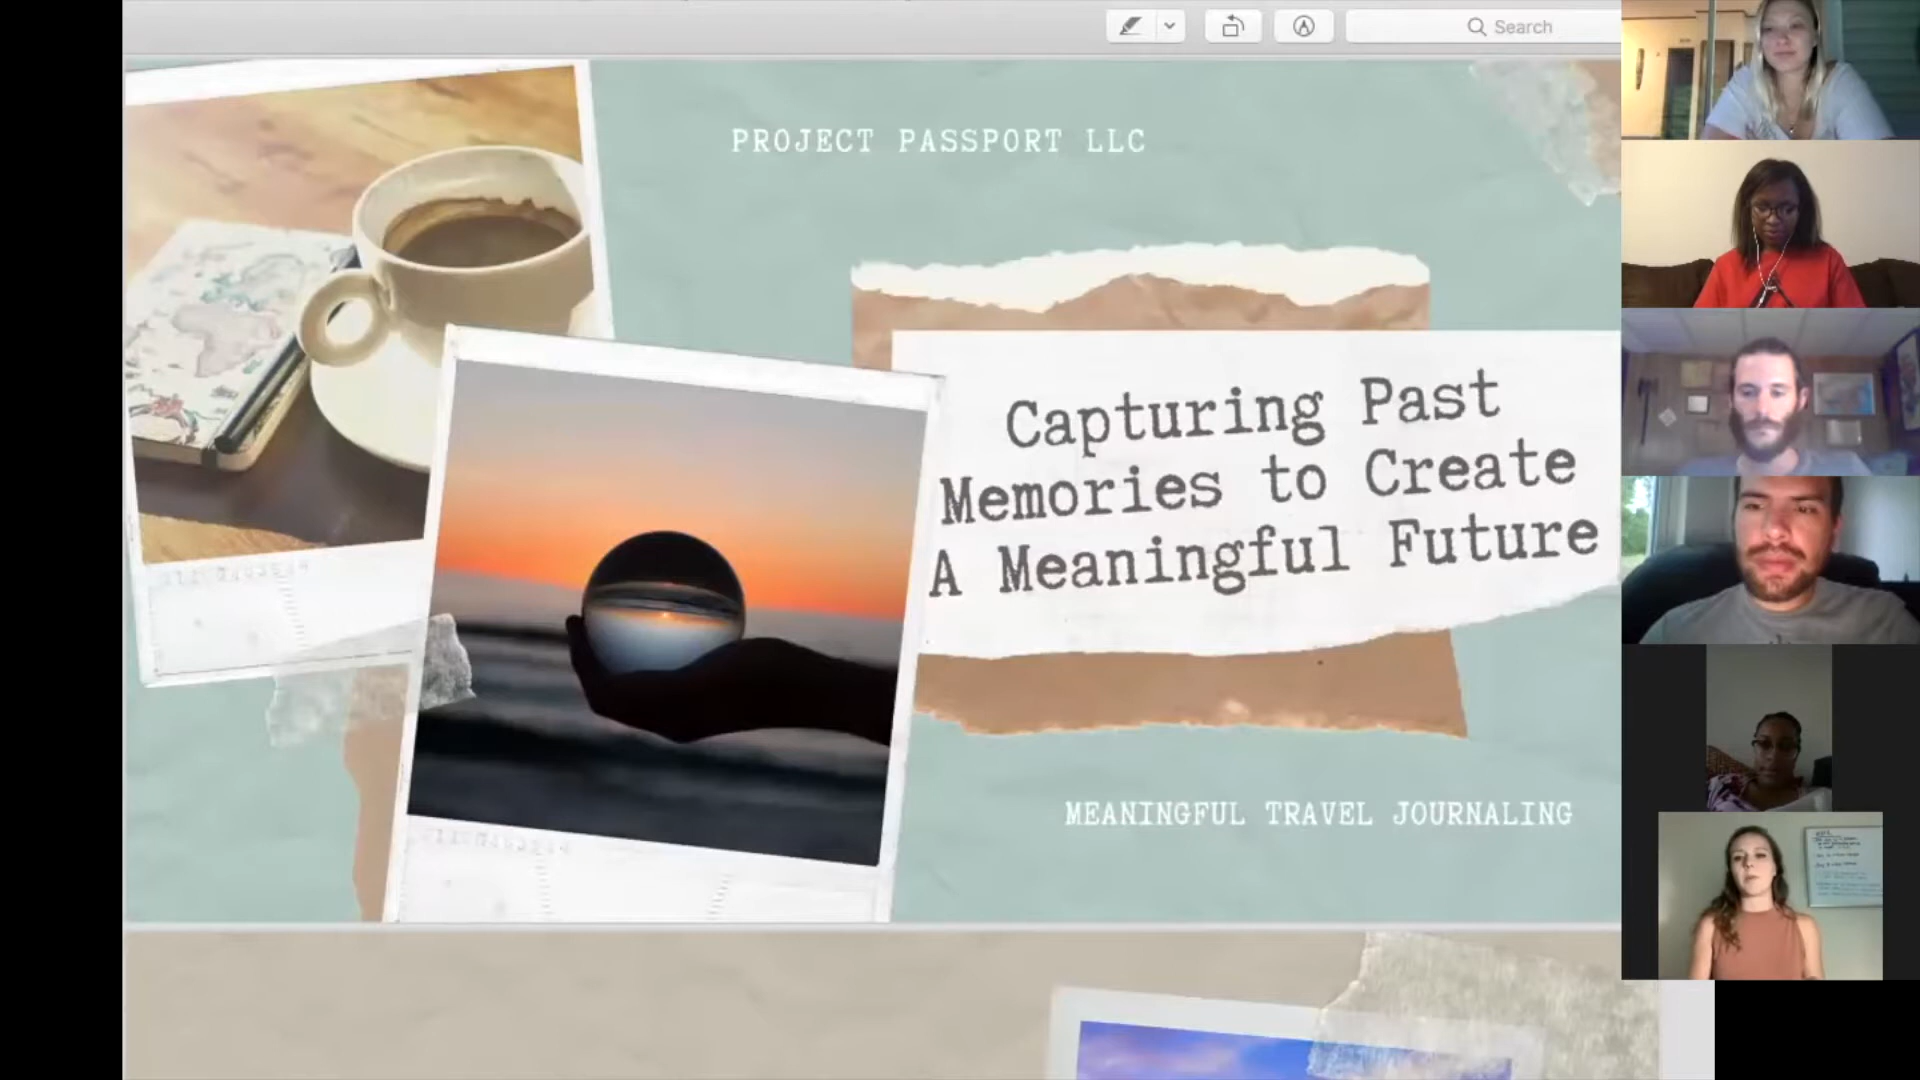 Search
PROJECT PASSPORT LLC
Capturing Past
Memories to Create
A Meaningful Future
MEANINGFUL TRAVEL JOURNALING